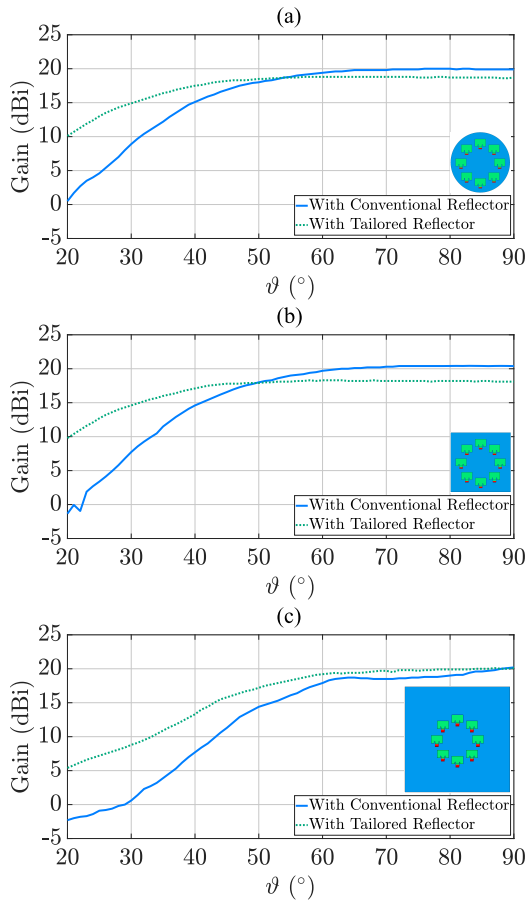 (a)
25
20
15
10
5
0
-5
Gain (dBi)
With Conventional Reflector
With Tailored Reflector
20 30 40 50 60 70 80 90
ϑ (°)
(b)
25
20
15
10
5
0
-5
Gain (dBi)
With Conventional Reflector
With Tailored Reflector
20 30 40 50 60 70 80 90
ϑ (°)
(c)
25
20
15
10
5
0
-5
Gain (dBi)
With Conventional Reflector
With Tailored Reflector
20 30 40 50 60 70 80 90
ϑ (°)